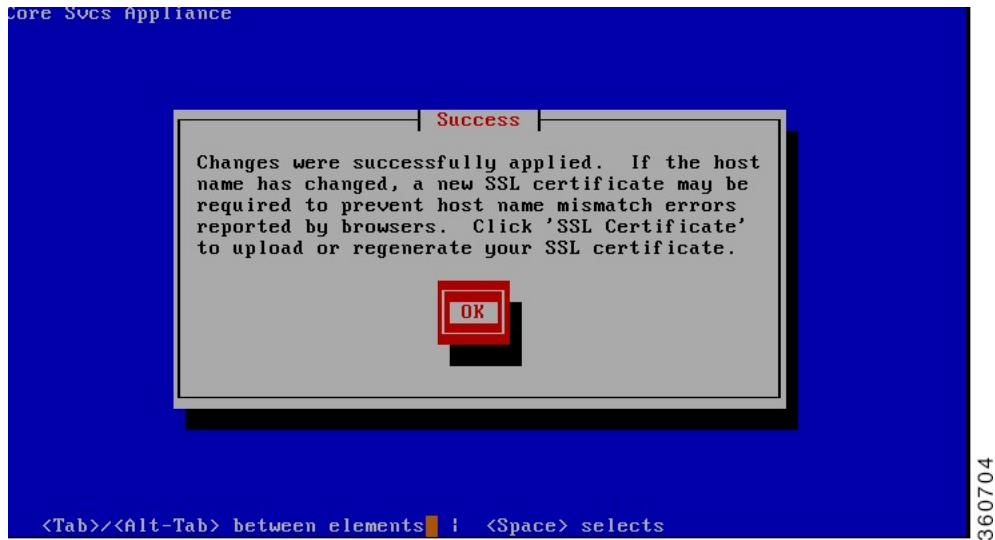 Core Svcs Appliance
Success
Changes were successfully applied.  If the host
name has changed, a new SSL certificate may be
required to prevent host name mismatch errors
reported by browsers.  Click 'SSL Certificate'
to upload or regenerate your SSL certificate.
OK
<Tab>/<Alt-Tab> between elements ¦  <Space> selects
360704